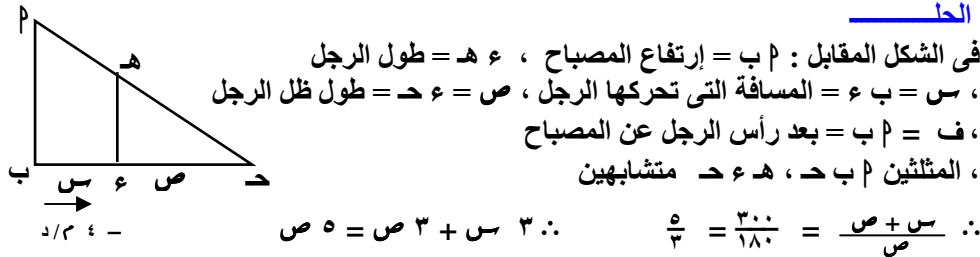 الحل
فى الشكل المقابل : أ ب = إرتفاع المصباح ، ء هـ = طول الرجل
، س = ب ء = المسافة التى تحركها الرجل ، ص = ء حـ = طول ظل الرجل
، ف = أ ب = بعد رأس الرجل عن المصباح
، المثلثين أ ب حـ ، هـ ء حـ متشابهين
∴ (س + ص)/ص = ٣٠٠/١٨٠ = ٥/٣ ∴ ٣ س + ٣ ص = ٥ ص
أ
هـ
ب س ء ص حـ
– ٤ م/د